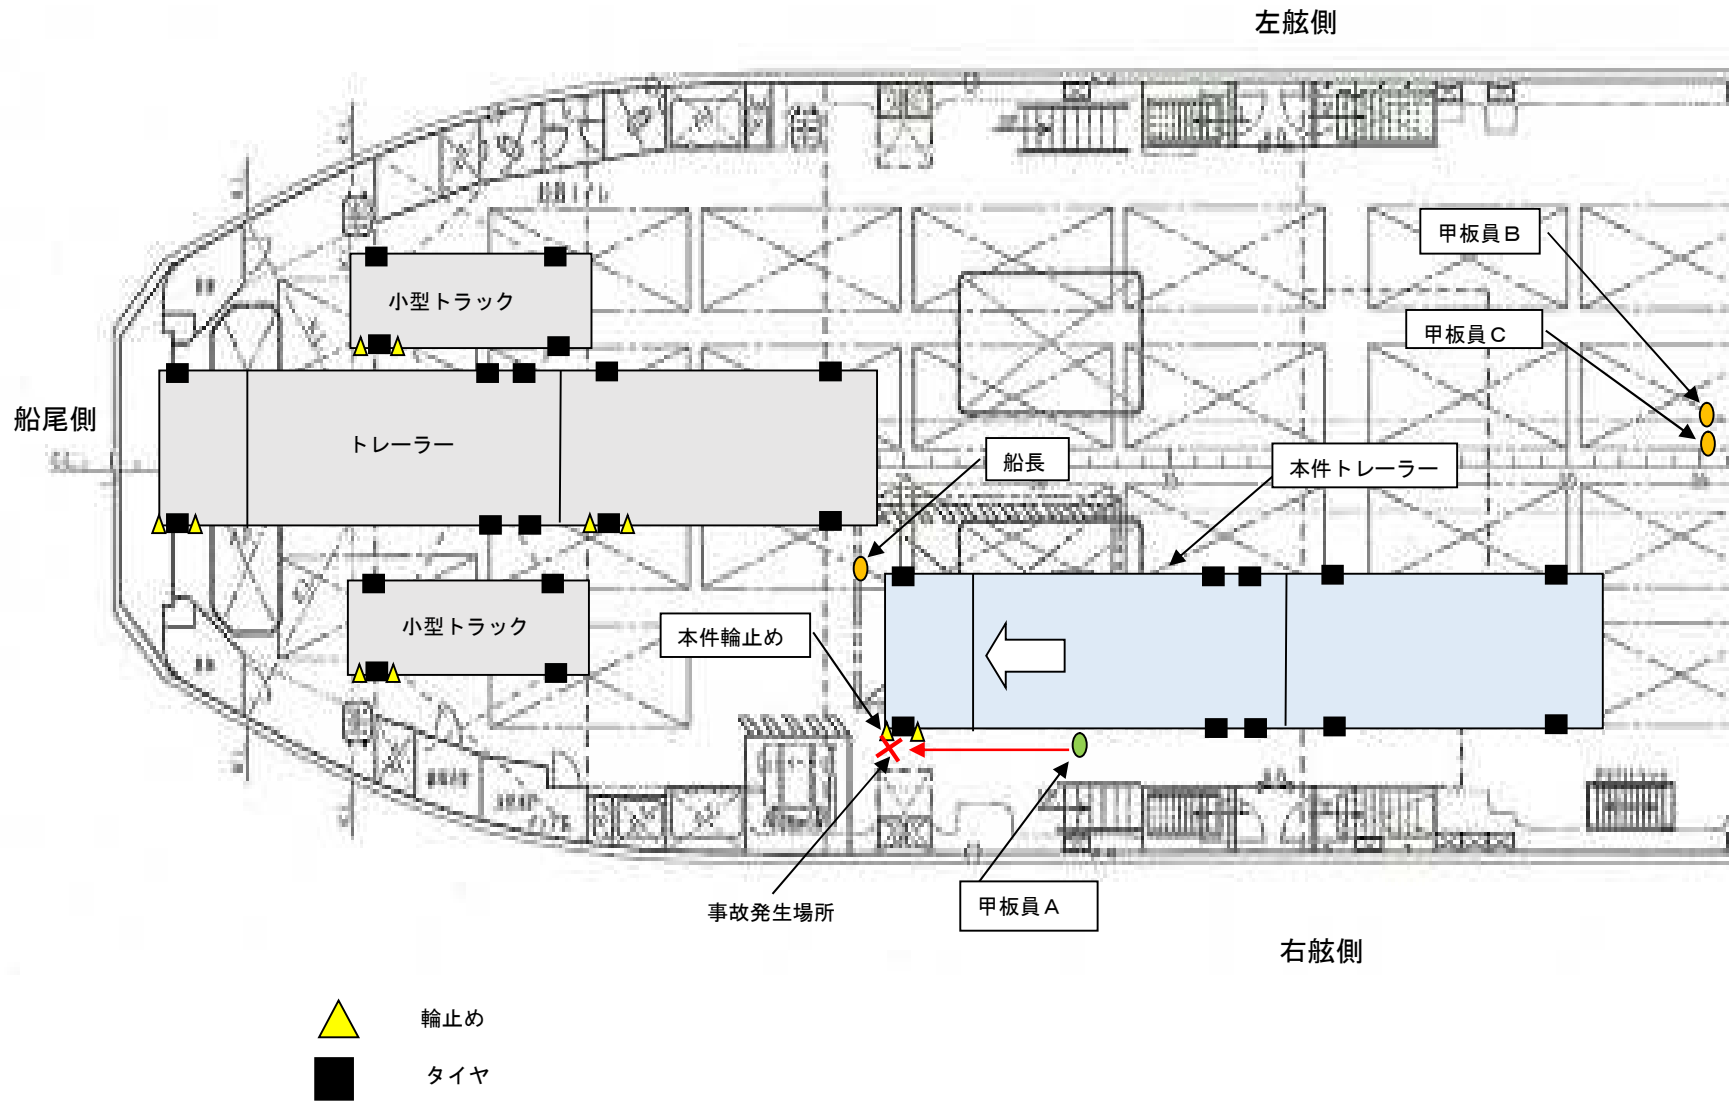 左舷側
甲板員B
小型トラック
甲板員C
船尾側
トレーラー
船長
本件トレーラー
小型トラック
本件輪止め
事故発生場所
甲板員A
右舷側
輪止め
タイヤ